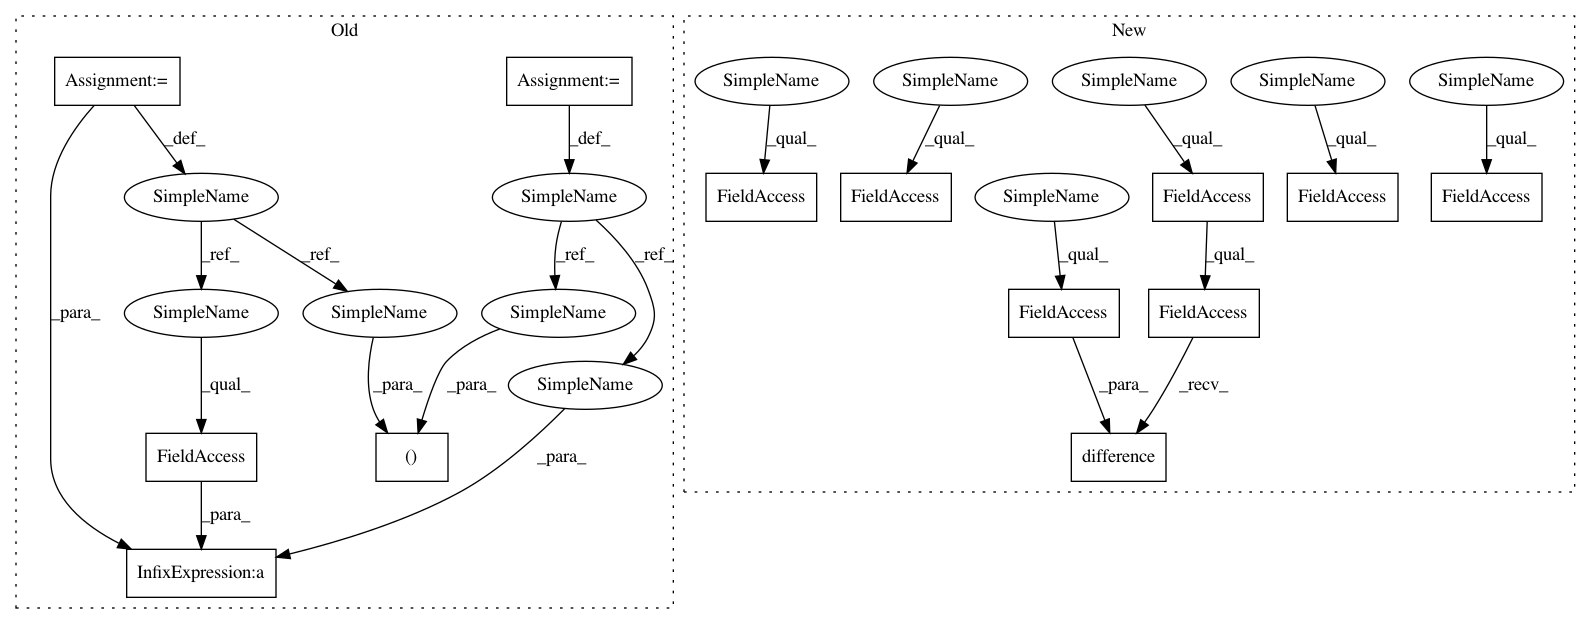 Old
New
Assignment:=
Assignment:=
SimpleName
SimpleName
SimpleName
SimpleName
SimpleName
_def_
_def_
_qual_
_qual_
_qual_
_qual_
_qual_
SimpleName
SimpleName
FieldAccess
FieldAccess
SimpleName
FieldAccess
FieldAccess
FieldAccess
_ref_
_ref_
_ref_
_ref_
_qual_
_qual_
_para_
SimpleName
SimpleName
SimpleName
FieldAccess
FieldAccess
SimpleName
_qual_
_para_
_para_
_para_
_recv_
FieldAccess
()
_para_
difference
_para_
InfixExpression:a